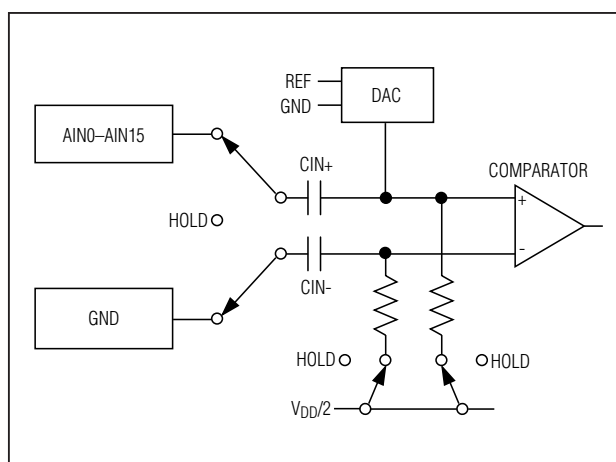 REF
GND
DAC
AIN0–AIN15
CIN+
COMPARATOR
+
HOLD
-
CIN-
GND
HOLD
HOLD
VDD/2